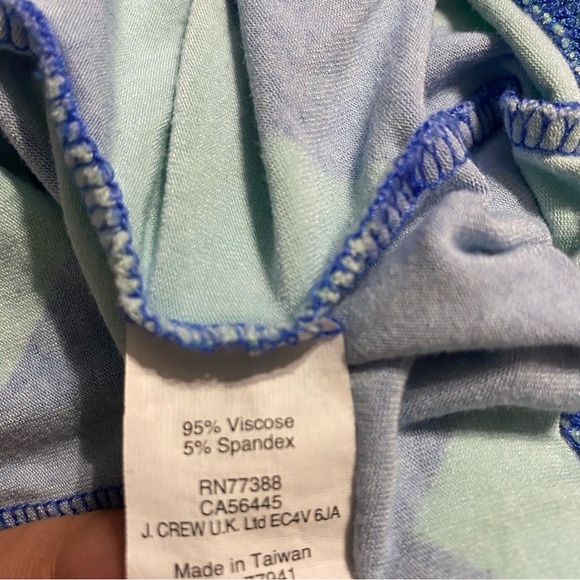 95% Viscose
5% Spandex
RN77388
CA56445
J. CREW U.K. Ltd EC4V 6JA
Made in Taiwan